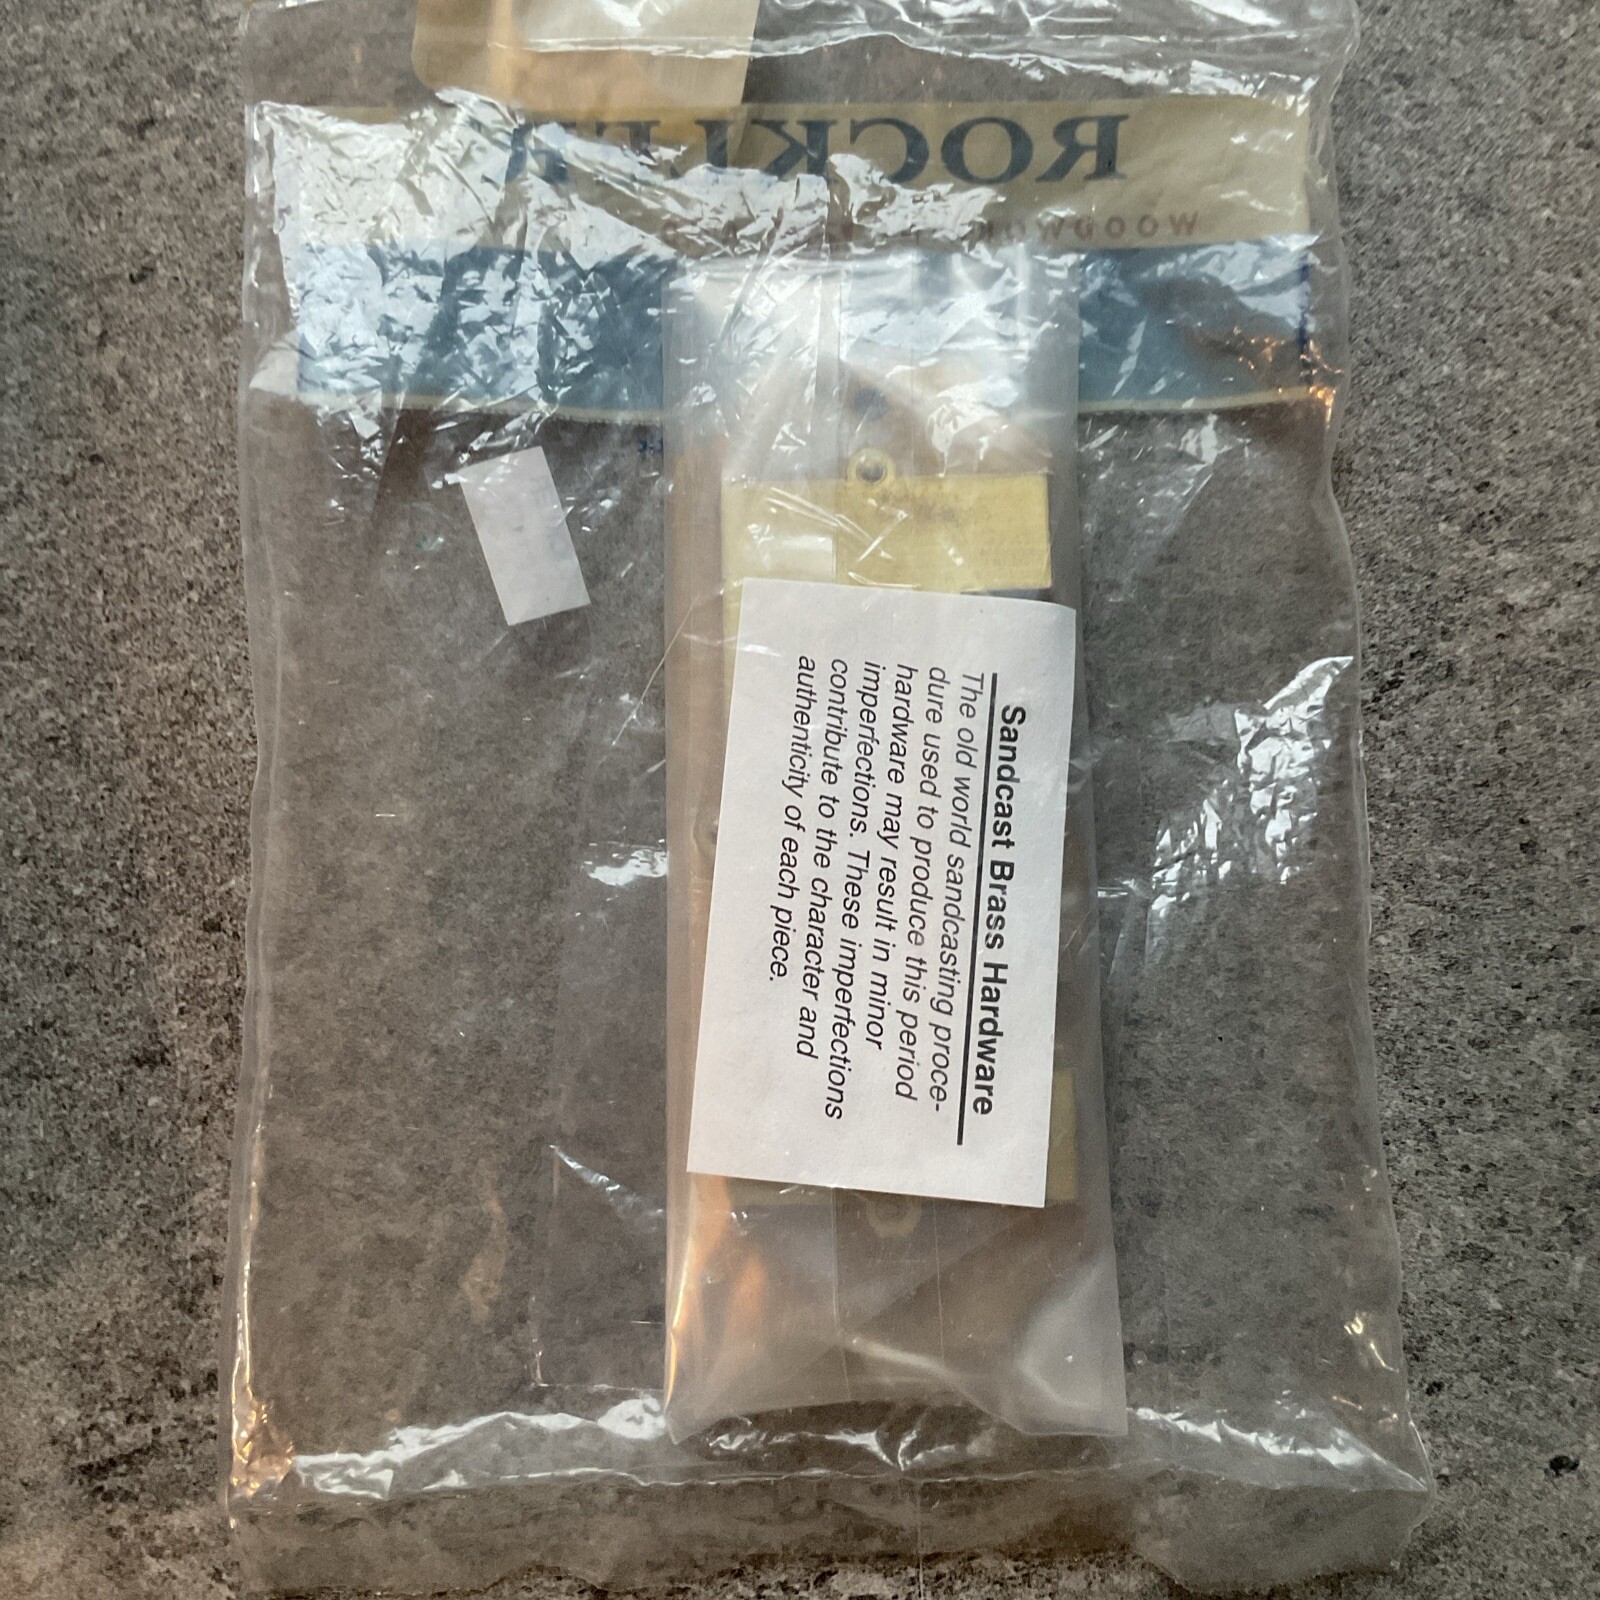 ROCKLER
Sandcast Brass Hardware
The old world sandcasting proce-
dure used to produce this period
hardware may result in minor
imperfections. These imperfections
contribute to the character and
authenticity of each piece.